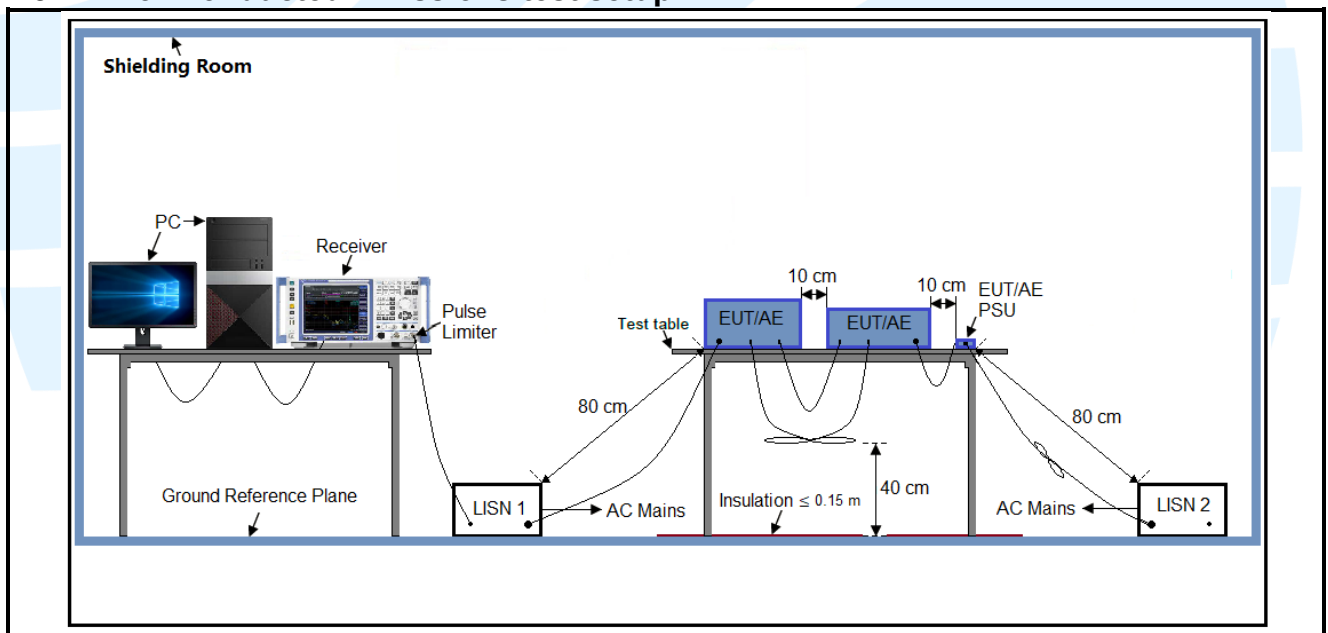 Shielding Room
PC
Receiver
Pulse
Limiter
10 cm
10 cm
EUT/AE
PSU
Test table
EUT/AE
EUT/AE
80 cm
80 cm
40 cm
Ground Reference Plane
LISN 1
AC Mains
Insulation ≤ 0.15 m
AC Mains
LISN 2